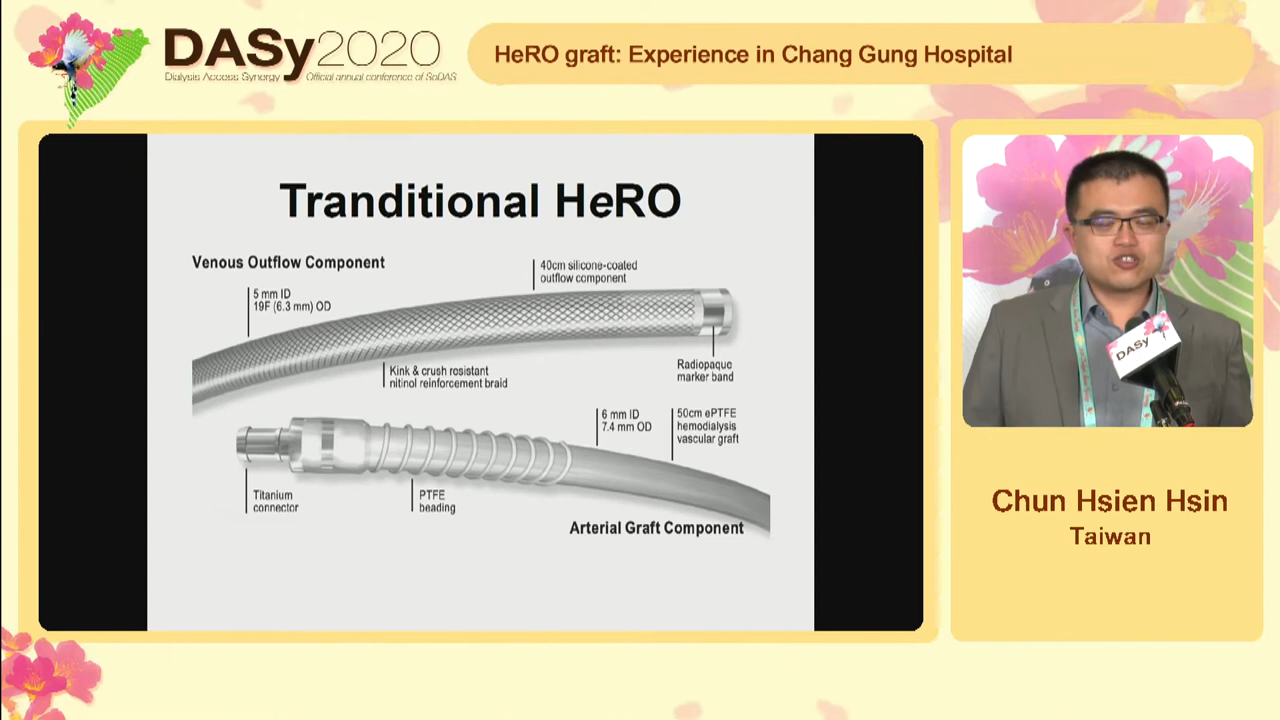 DASy2020
Dialysis Access Synergy Official annual conference of SoDAS
HeRO graft: Experience in Chang Gung Hospital
Tranditional HeRO
Venous Outflow Component
5 mm ID
19F (6.3 mm) OD
40cm silicone-coated
outflow component
Kink & crush resistant
nitinol reinforcement braid
Radiopaque
marker band
6 mm ID
7.4 mm OD
50cm ePTFE
hemodialysis
vascular graft
Titanium
connector
PTFE
beading
Arterial Graft Component
DASy
Chun Hsien Hsin
Taiwan